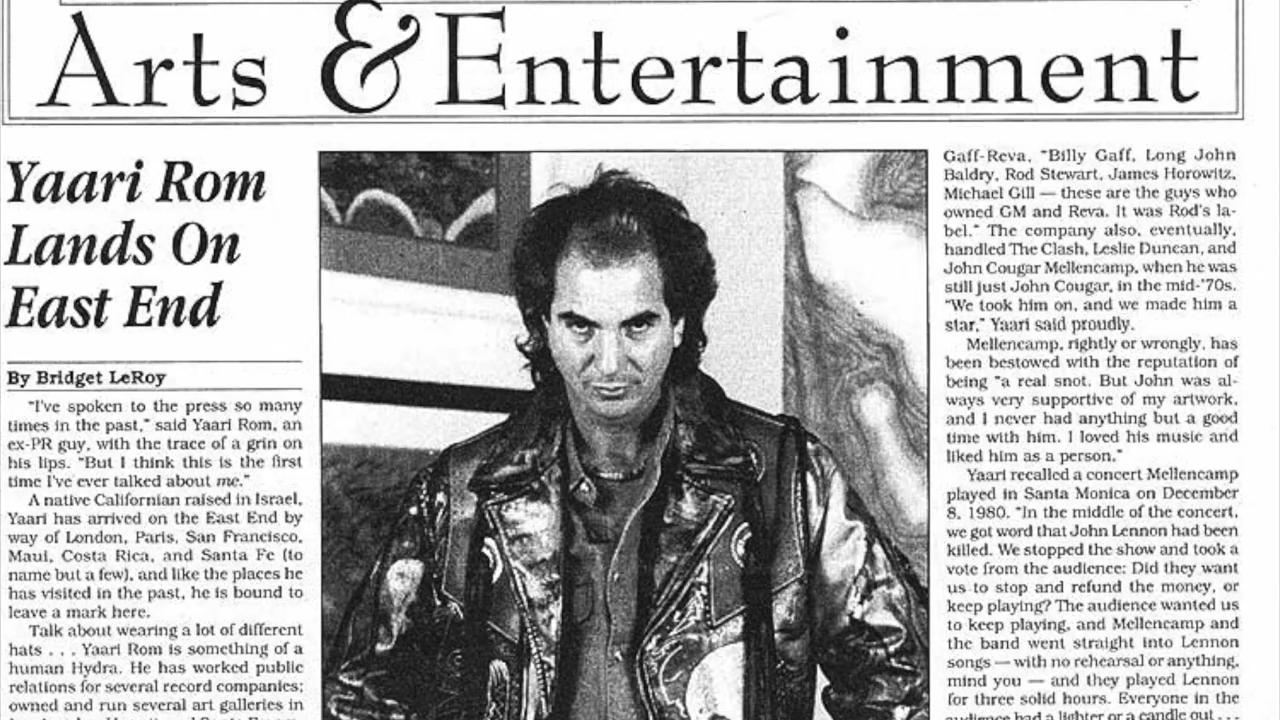 Arts & Entertainment
Yaari Rom
Lands On
East End
By Bridget LeRoy
"I've spoken to the press so many
times in the past," said Yaari Rom, an
ex-PR guy, with the trace of a grin on
his lips. "But I think this is the first
time I've ever talked about me."
A native Californian raised in Israel,
Yaari has arrived on the East End by
way of London, Paris, San Francisco,
Maui, Costa Rica, and Santa Fe (to
name but a few), and like the places he
has visited in the past, he is bound to
leave a mark here.
Talk about wearing a lot of different
hats . . . Yaari Rom is something of a
human Hydra. He has worked public
relations for several record companies;
owned and run several art galleries in
Gaff-Reva. "Billy Gaff, Long John
Baldry, Rod Stewart, James Horowitz,
Michael Gill — these are the guys who
owned GM and Reva. It was Rod's la-
bel." The company also, eventually,
handled The Clash, Leslie Duncan, and
John Cougar Mellencamp, when he was
still just John Cougar, in the mid-'70s.
"We took him on, and we made him a
star," Yaari said proudly.
Mellencamp, rightly or wrongly, has
been bestowed with the reputation of
being "a real snot. But John was al-
ways very supportive of my artwork,
and I never had anything but a good
time with him. I loved his music and
liked him as a person."
Yaari recalled a concert Mellencamp
played in Santa Monica on December
8, 1980. "In the middle of the concert,
we got word that John Lennon had been
killed. We stopped the show and took a
vote from the audience: Did they want
us to stop and refund the money, or
keep playing? The audience wanted us
to keep playing, and Mellencamp and
the band went straight into Lennon
songs — with no rehearsal or anything,
mind you — and they played Lennon
for three solid hours. Everyone in the
audience had a lighter or a candle out . . .